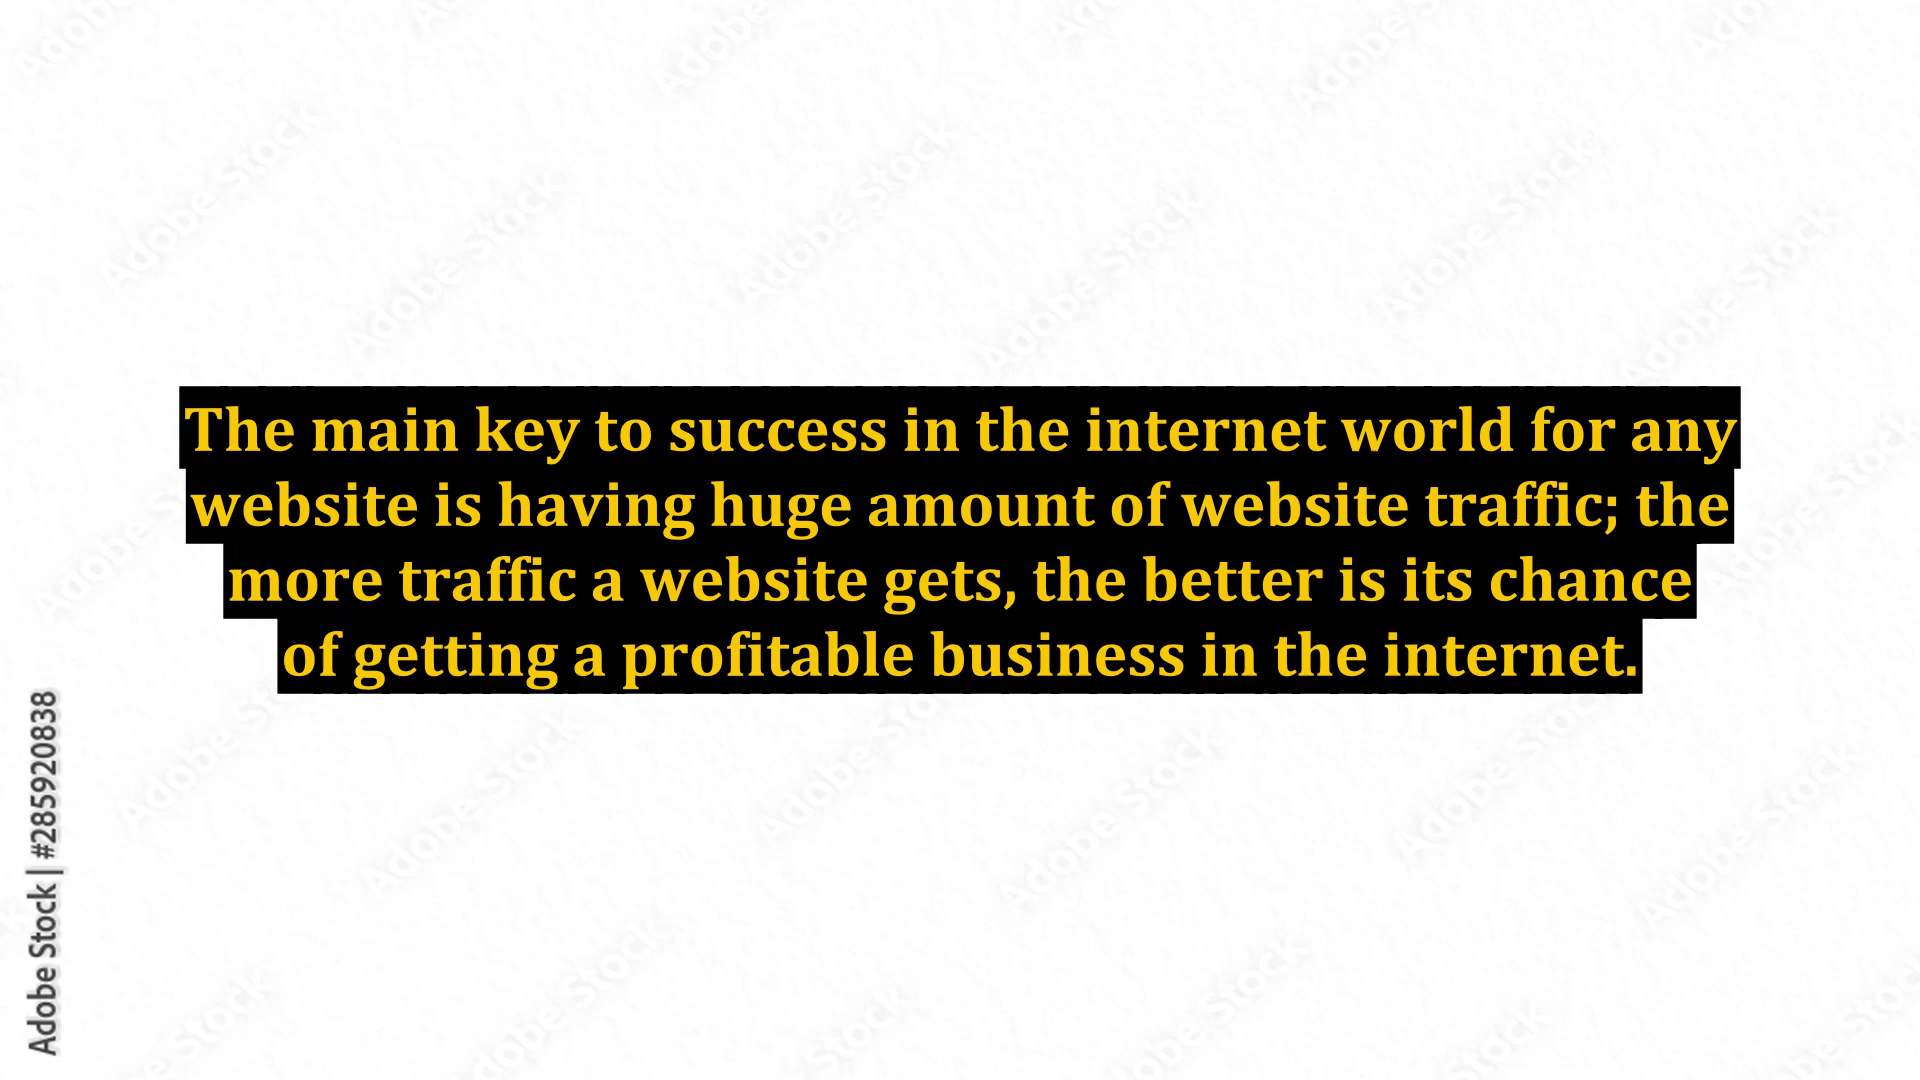 The main key to success in the internet world for any
website is having huge amount of website traffic; the
more traffic a website gets, the better is its chance
of getting a profitable business in the internet.
Adobe Stock | #285920838